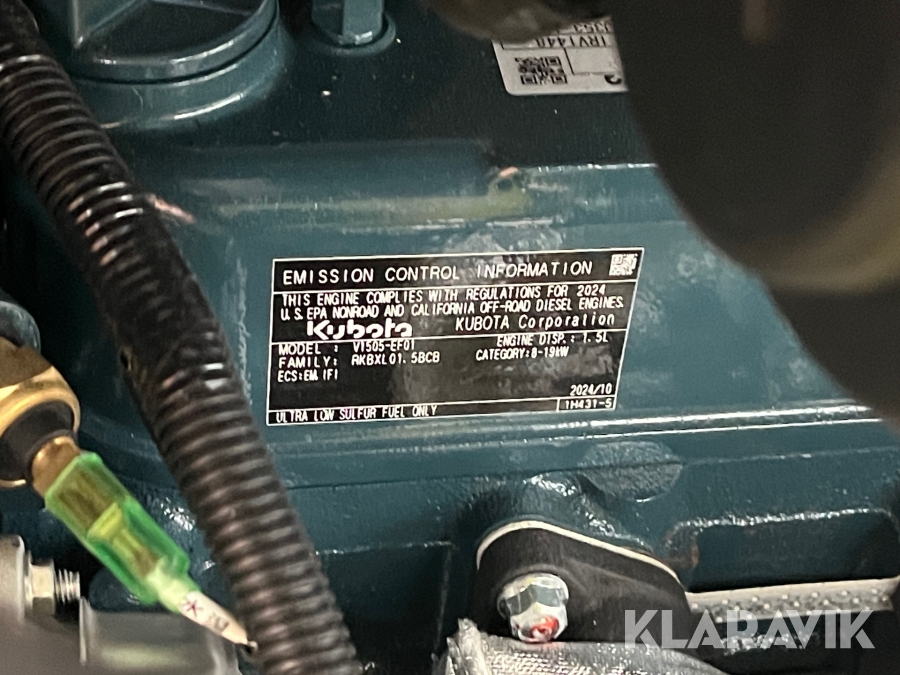 1RV1448
EMISSION CONTROL INFORMATION
THIS ENGINE COMPLIES WITH REGULATIONS FOR 2024
U.S. EPA NONROAD AND CALIFORNIA OFF-ROAD DIESEL ENGINES.
Kubota KUBOTA Corporation
MODEL : V1505-EF01 ENGINE DISP.: 1.5L
FAMILY: RKBXL01.5BCB CATEGORY:8-19kW
ECS:EM, IFI
2024/10
ULTRA LOW SULFUR FUEL ONLY 1H431-5
KLARAVIK